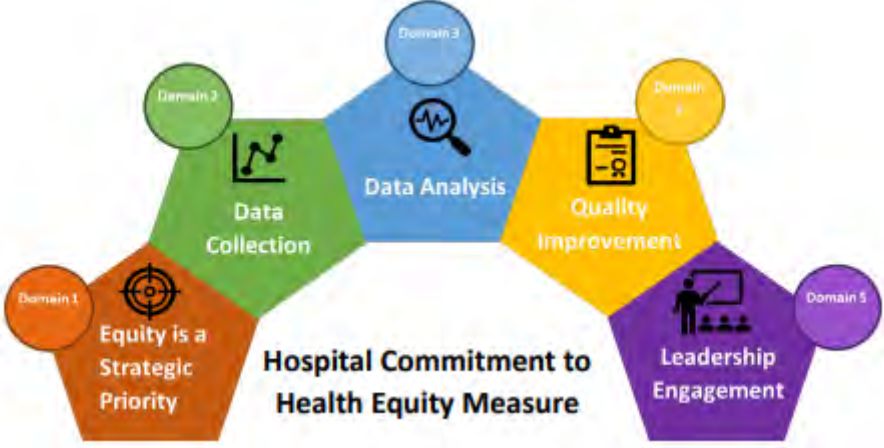 Domain 1
Equity is a
Strategic
Priority
Domain 2
Data
Collection
Domain 3
Data Analysis
Domain
Quality
Improvement
Domain 5
Leadership
Engagement
Hospital Commitment to
Health Equity Measure